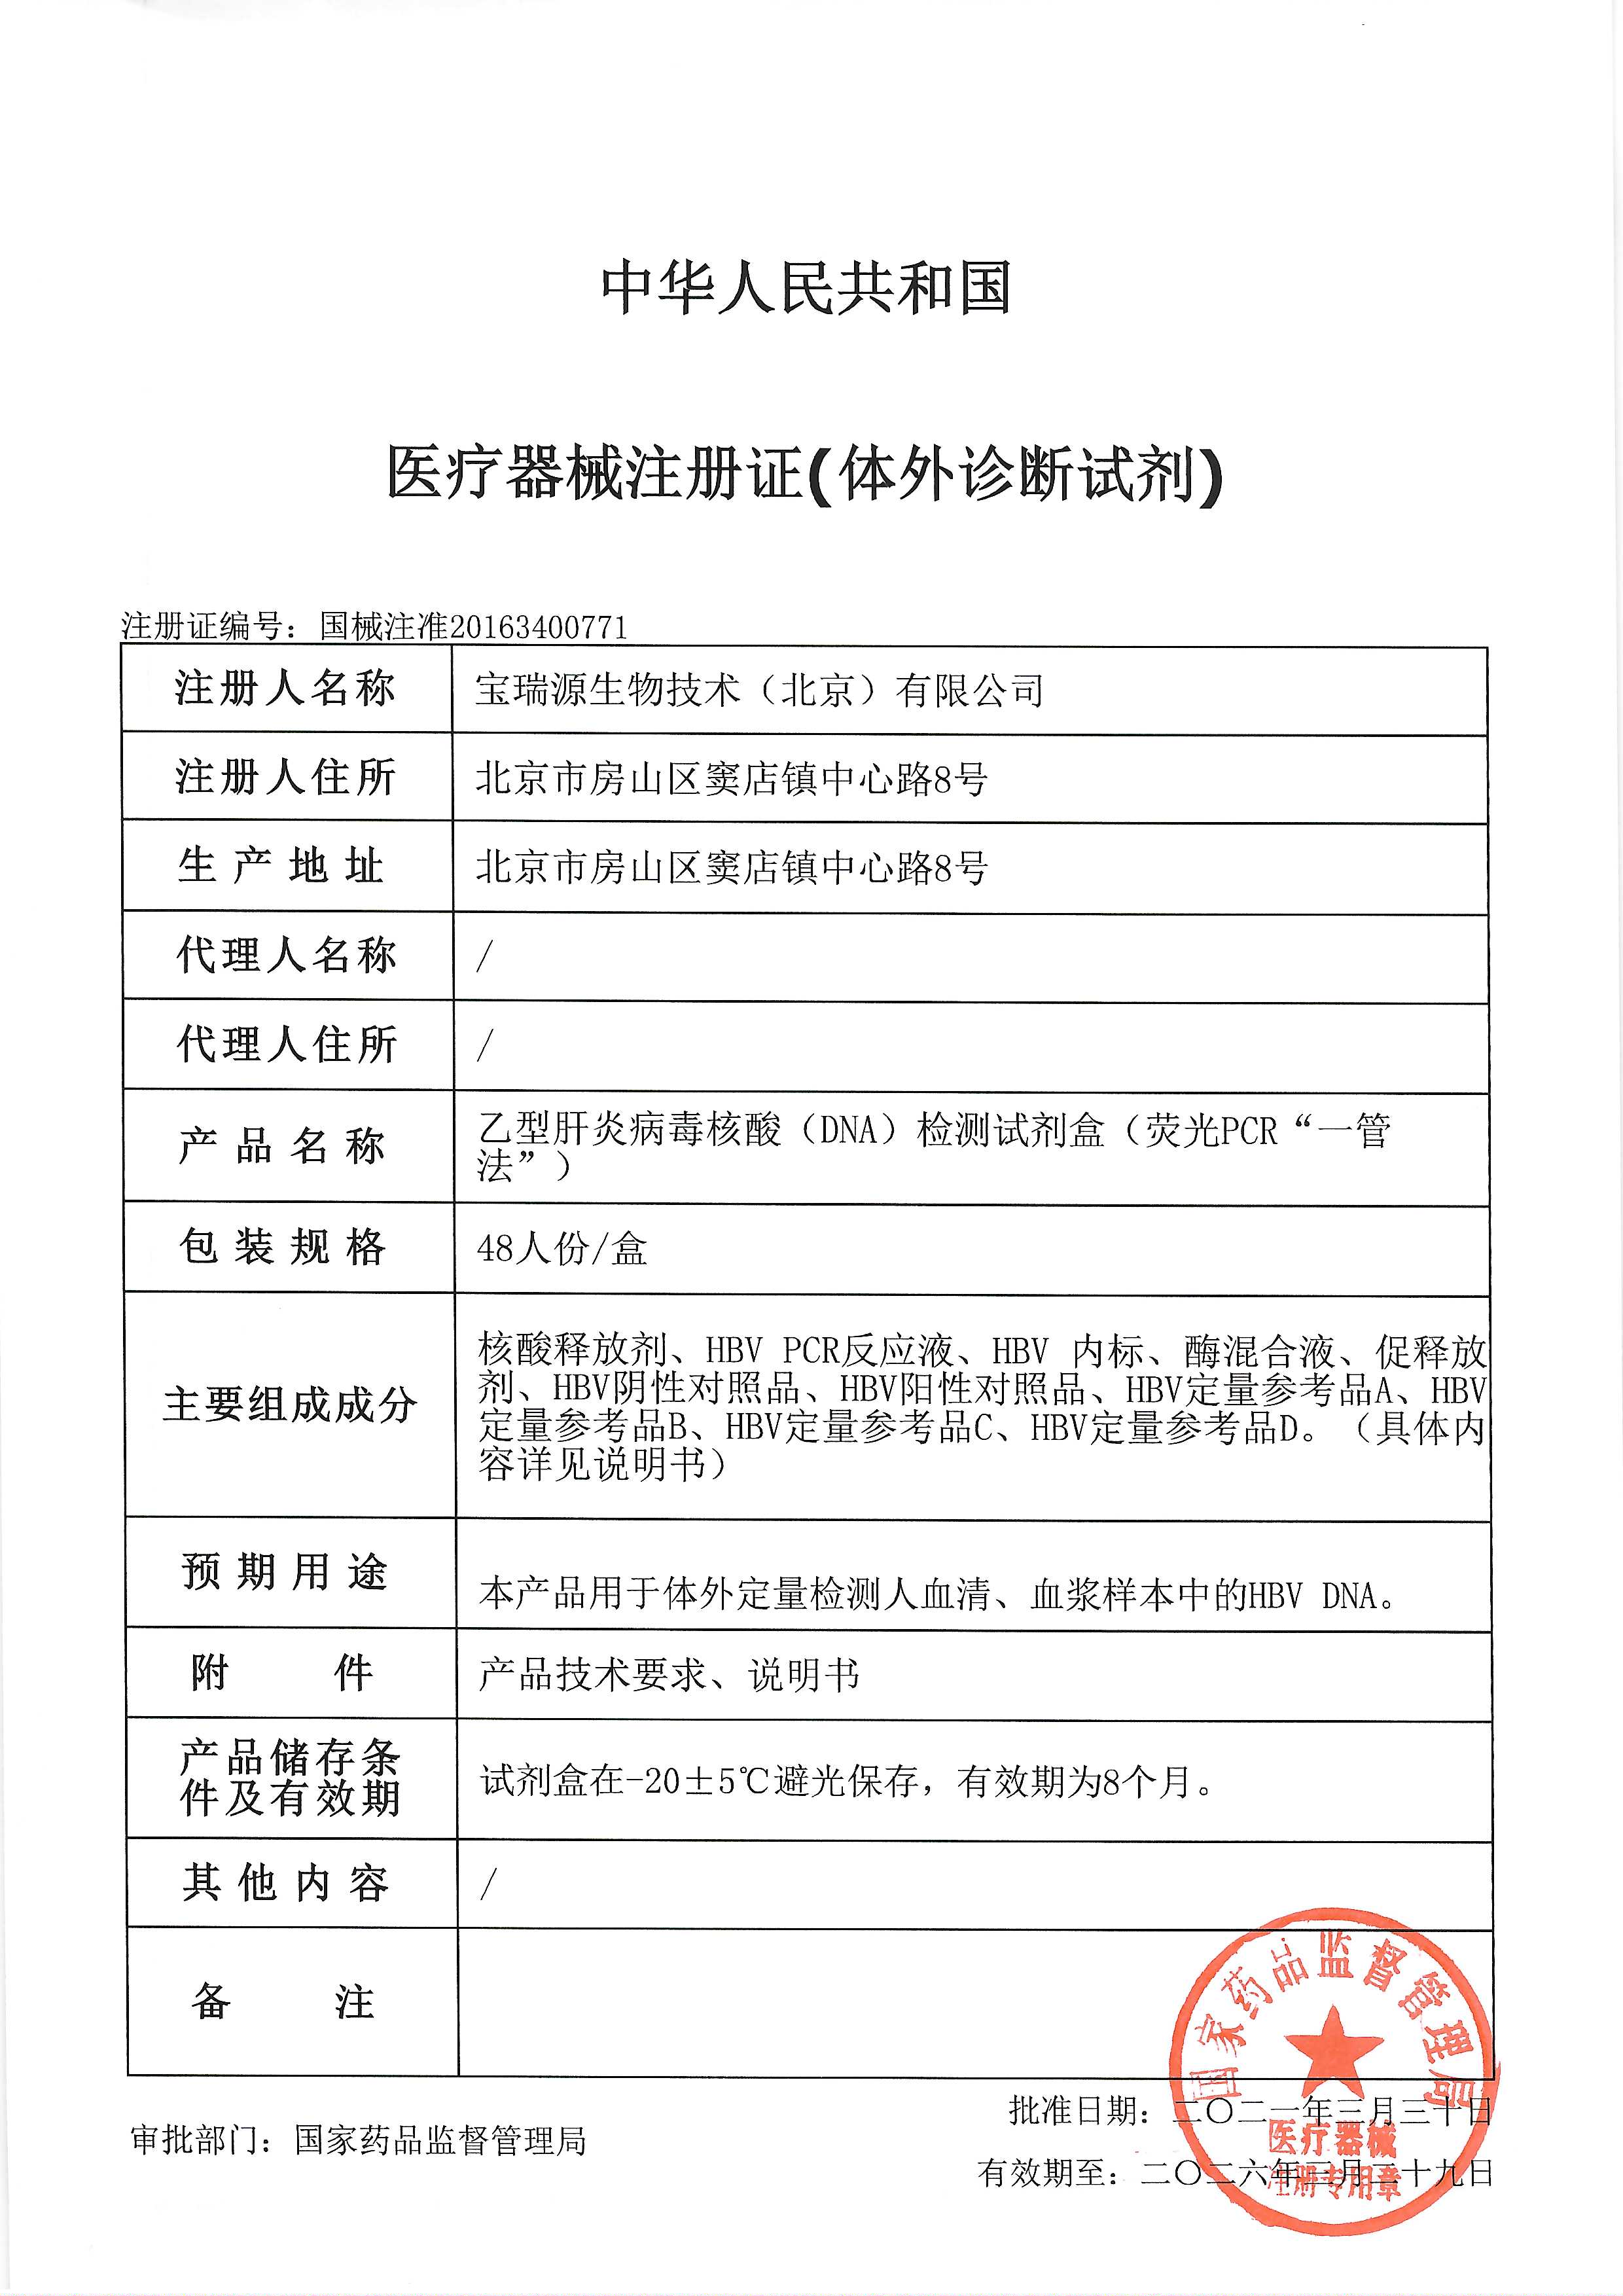 中华人民共和国
医疗器械注册证(体外诊断试剂)
注册证编号：国械注准20163400771
注册人名称
宝瑞源生物技术（北京）有限公司
注册人住所
北京市房山区窦店镇中心路8号
生产地址
北京市房山区窦店镇中心路8号
代理人名称
/
代理人住所
/
产品名称
乙型肝炎病毒核酸（DNA）检测试剂盒（荧光PCR“一管
法”）
包装规格
48人份/盒
主要组成成分
核酸释放剂、HBV PCR反应液、HBV 内标、酶混合液、促释放
剂、HBV阴性对照品、HBV阳性对照品、HBV定量参考品A、HBV
定量参考品B、HBV定量参考品C、HBV定量参考品D。（具体内
容详见说明书）
预期用途
本产品用于体外定量检测人血清、血浆样本中的HBV DNA。
附件
产品技术要求、说明书
产品储存条
件及有效期
试剂盒在-20±5℃避光保存，有效期为8个月。
其他内容
/
备注
审批部门：国家药品监督管理局
批准日期：二〇二一年三月三十日
有效期至：二〇二六年三月二十九日
国家药品监督管理局
医疗器械
注册专用章